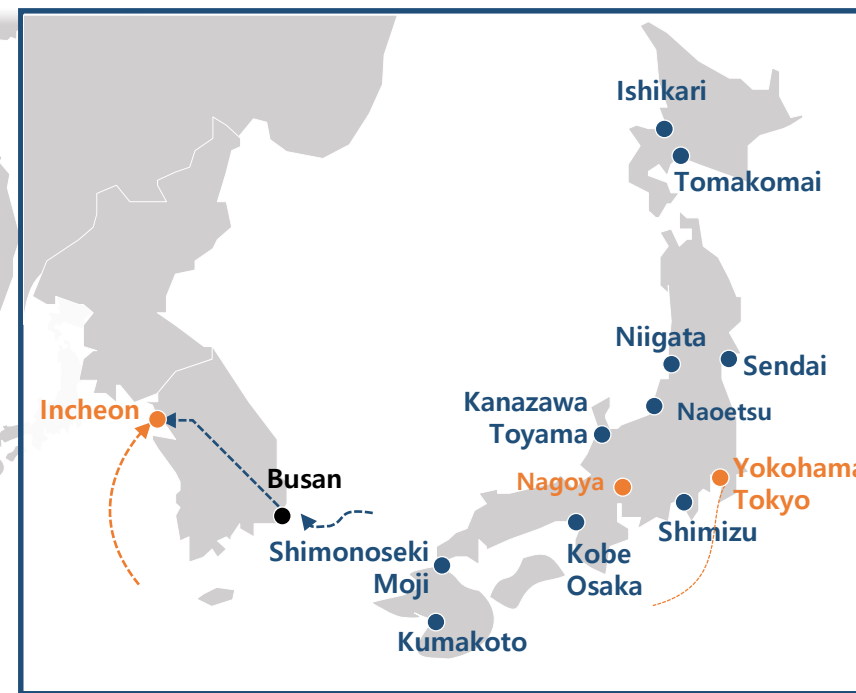 Ishikari
Tomakomai
Niigata
Sendai
Kanazawa
Toyama
Naoetsu
Incheon
Busan
Nagoya
Yokohama
Tokyo
Shimizu
Shimonoseki
Moji
Kobe
Osaka
Kumakoto